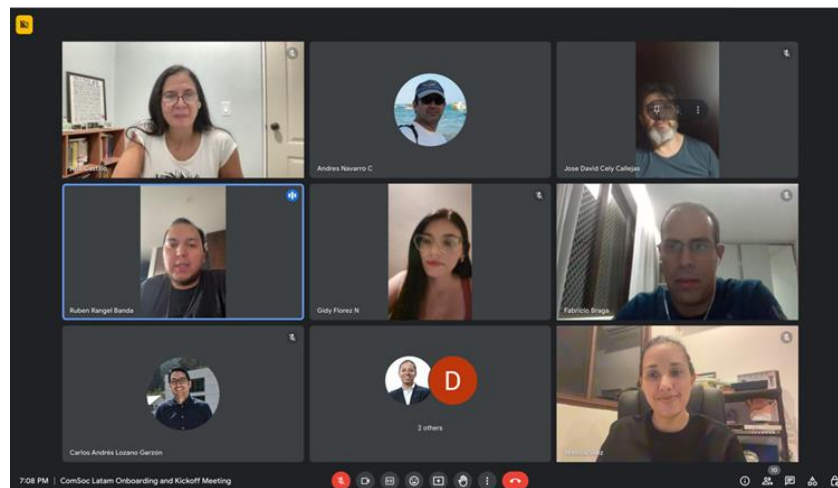 Andres Navarro C
Jose David Cely Callejas
Ruben Rangel Banda
Gidy Florez N
Fabricio Braga
Carlos Andrés Lozano Garzón
D
2 others
7:08 PM | ComSoc Latam Onboarding and Kickoff Meeting
10